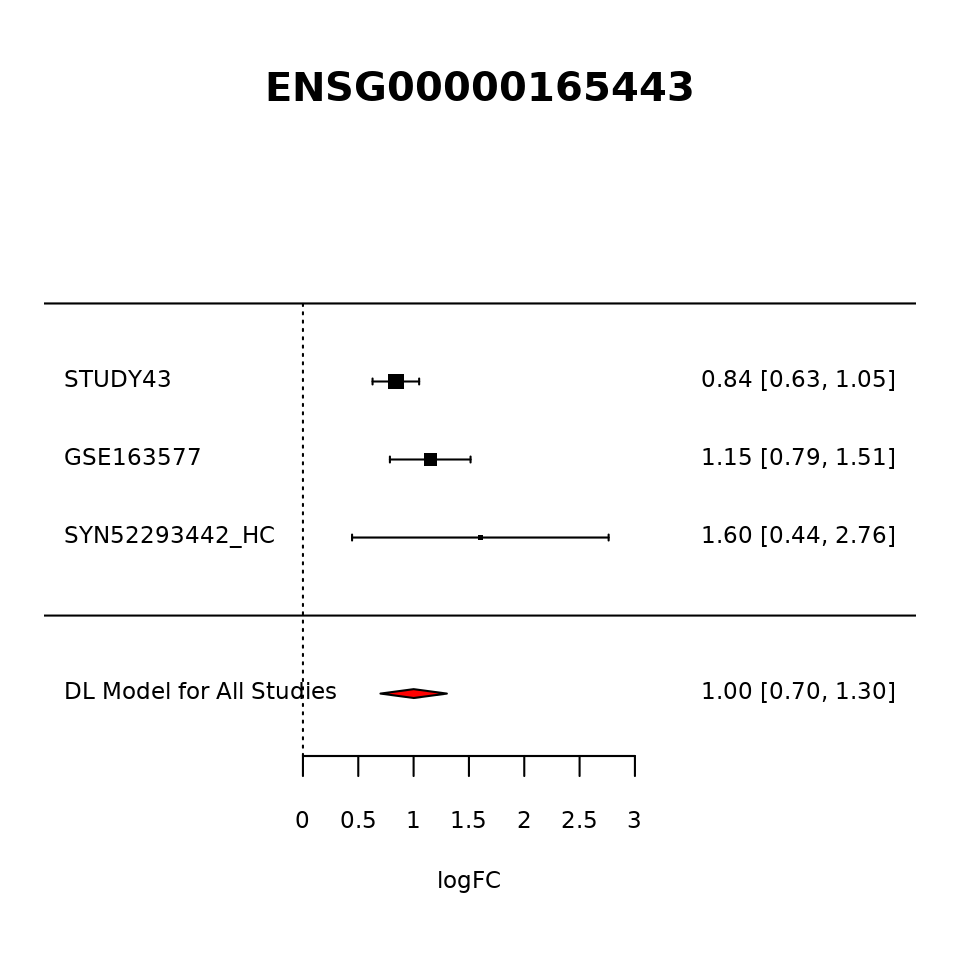 ENSG00000165443
STUDY43 0.84 [0.63, 1.05]
GSE163577 1.15 [0.79, 1.51]
SYN52293442_HC 1.60 [0.44, 2.76]
DL Model for All Studies 1.00 [0.70, 1.30]
0 0.5 1 1.5 2 2.5 3
logFC